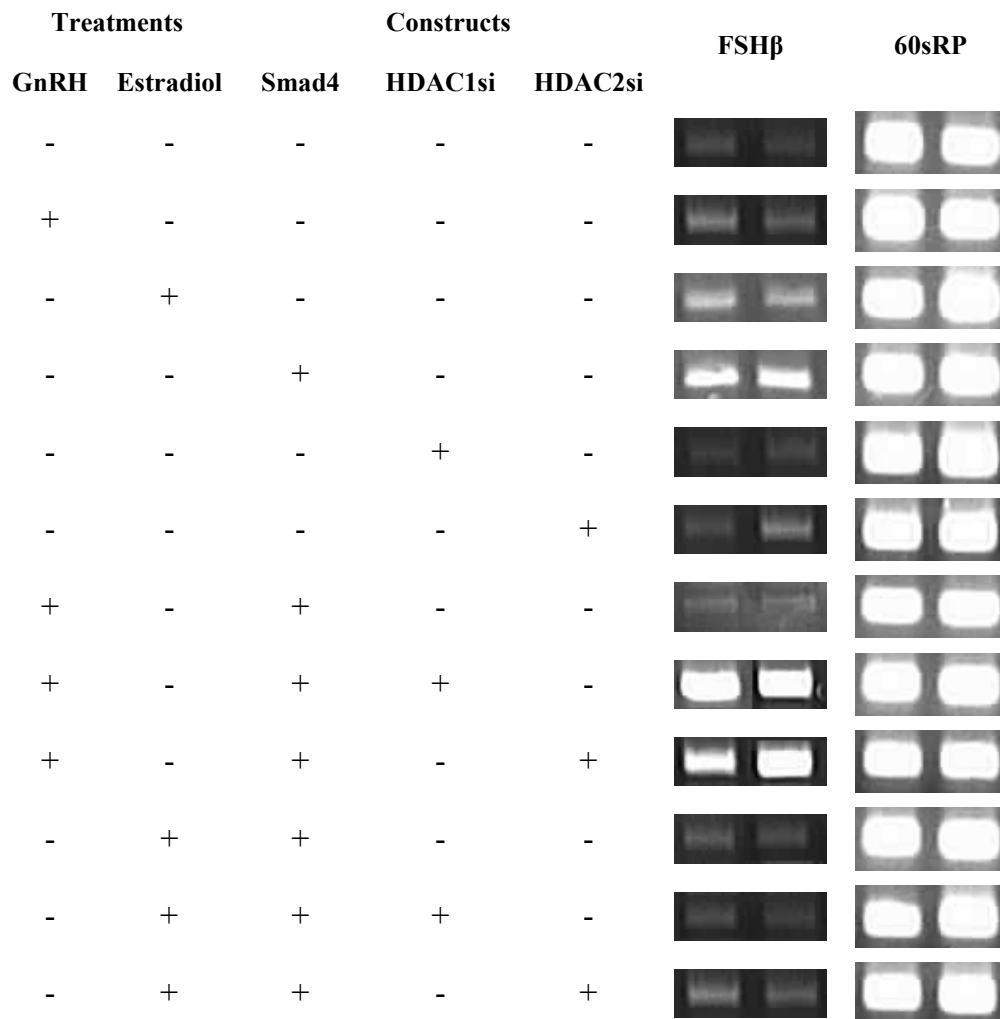 Treatments Constructs FSHβ 60sRP
GnRH Estradiol Smad4 HDAC1si HDAC2si
- - - - -
+ - - - -
- + - - -
- - + - -
- - - + -
- - - - +
+ - + - -
+ - + + -
+ - + - +
- + + - -
- + + + -
- + + - +